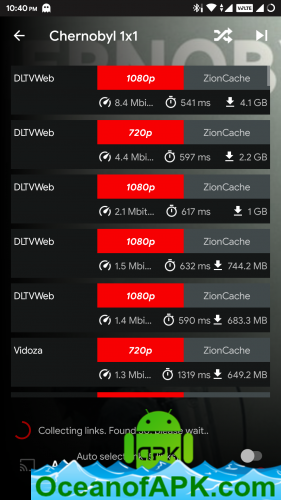 10:40 PM
VoLTE
Chernobyl 1x1
DLTVWeb 1080p ZionCache
8.4 Mbi... 541 ms 4.1 GB
DLTVWeb 720p ZionCache
4.4 Mbi... 597 ms 2.2 GB
DLTVWeb 1080p ZionCache
2.1 Mbit... 617 ms 1 GB
DLTVWeb 1080p ZionCache
1.5 Mbi... 632 ms 744.2 MB
DLTVWeb 1080p ZionCache
1.4 Mbi... 590 ms 683.3 MB
Vidoza 720p ZionCache
1.3 Mbi... 1319 ms 649.2 MB
Collecting links. Found please wait..
APK
Auto select
OceanofAPK.com